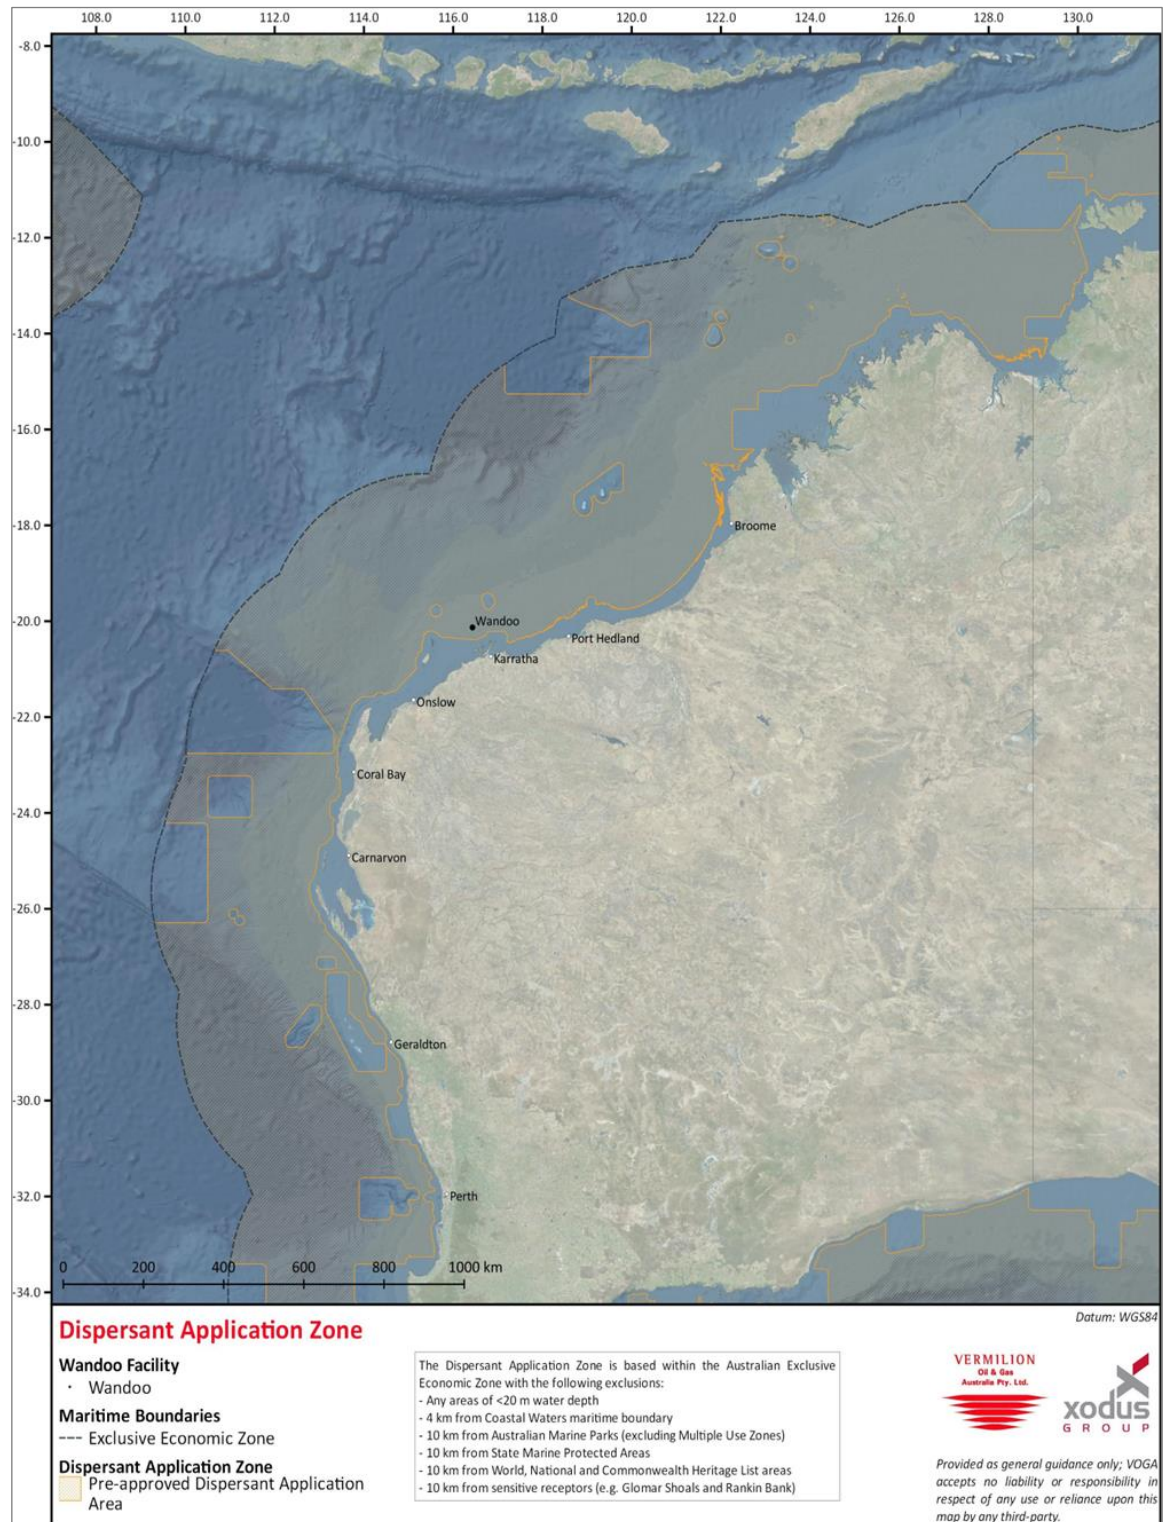 108.0 110.0 112.0 114.0 116.0 118.0 120.0 122.0 124.0 126.0 128.0 130.0
-8.0
-10.0
-12.0
-14.0
-16.0
-18.0
Broome
-20.0
Wandoo
Port Hedland
Karratha
Onslow
-22.0
Coral Bay
-24.0
Carnarvon
-26.0
-28.0
Geraldton
-30.0
-32.0
Perth
0 200 400 600 800 1000 km
-34.0
Datum: WGS84
Dispersant Application Zone
Wandoo Facility
Wandoo
Maritime Boundaries
Exclusive Economic Zone
Dispersant Application Zone
Pre-approved Dispersant Application
Area
The Dispersant Application Zone is based within the Australian Exclusive
Economic Zone with the following exclusions:
- Any areas of <20 m water depth
- 4 km from Coastal Waters maritime boundary
- 10 km from Australian Marine Parks (excluding Multiple Use Zones)
- 10 km from State Marine Protected Areas
- 10 km from World, National and Commonwealth Heritage List areas
- 10 km from sensitive receptors (e.g. Glomar Shoals and Rankin Bank)
VERMILION
Oil & Gas
Australia Pty. Ltd.
xodus
GROUP
Provided as general guidance only; VOGA
accepts no liability or responsibility in
respect of any use or reliance upon this
map by any third-party.